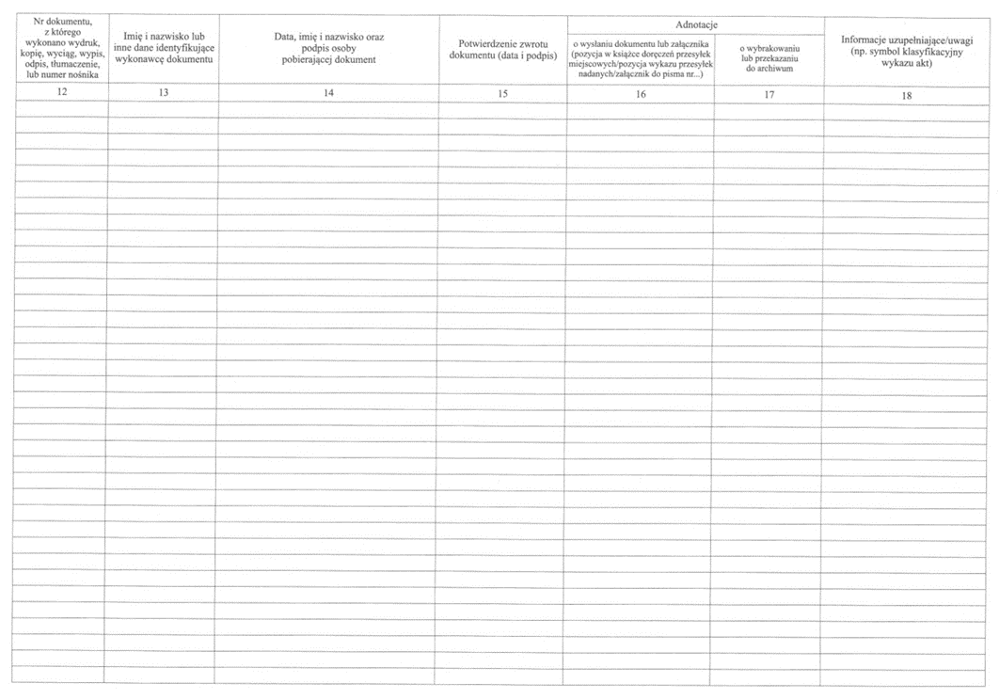 Nr dokumentu,
z którego
wykonano wydruk,
kopię, wyciąg, wypis,
odpis, tłumaczenie,
lub numer nośnika
Imię i nazwisko lub
inne dane identyfikujące
wykonawcę dokumentu
Data, imię i nazwisko oraz
podpis osoby
pobierającej dokument
Potwierdzenie zwrotu
dokumentu (data i podpis)
Adnotacje
o wysłaniu dokumentu lub załącznika
(pozycja w książce doręczeń przesyłek
miejscowych/pozycja wykazu przesyłek
nadanych/załącznik do pisma nr...)
o wybrakowaniu
lub przekazaniu
do archiwum
Informacje uzupełniające/uwagi
(np. symbol klasyfikacyjny
wykazu akt)
12 13 14 15 16 17 18